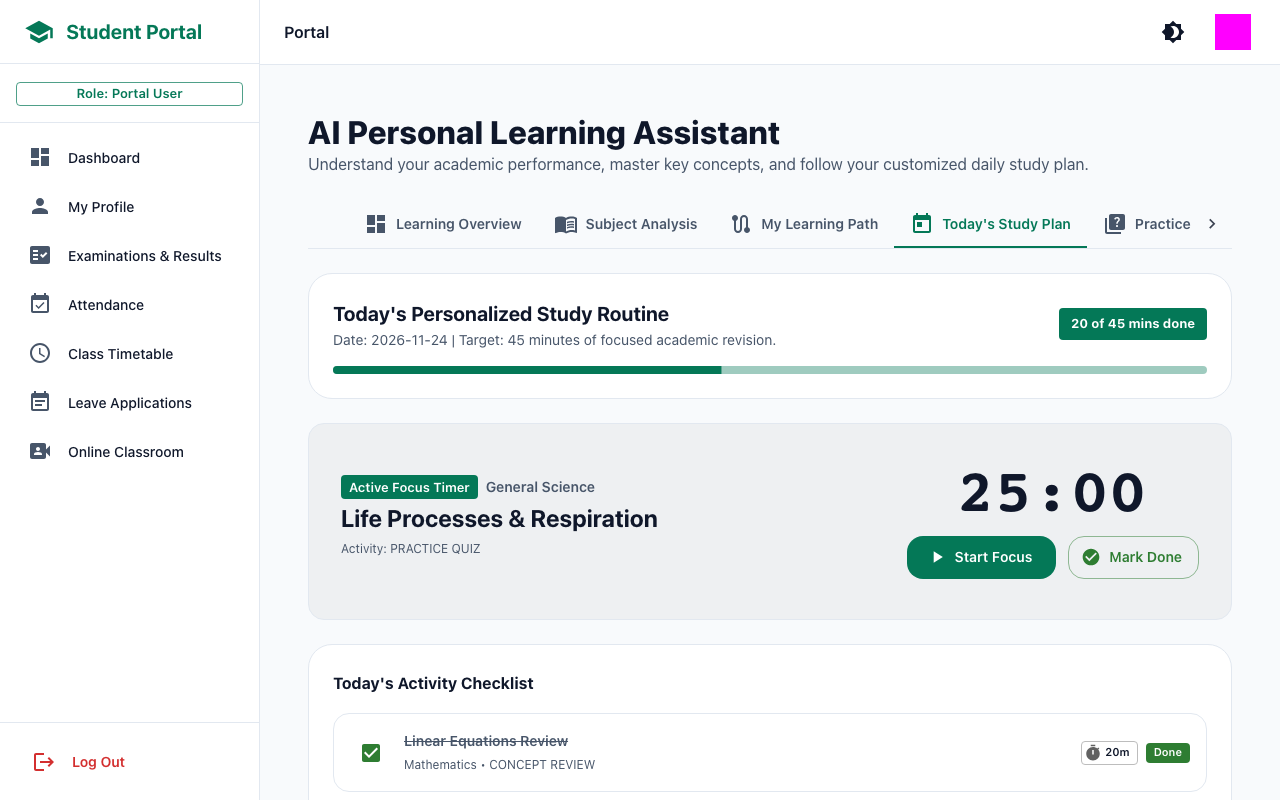 Student Portal
Portal
Role: Portal User
Dashboard
My Profile
Examinations & Results
Attendance
Class Timetable
Leave Applications
Online Classroom
Log Out
AI Personal Learning Assistant
Understand your academic performance, master key concepts, and follow your customized daily study plan.
Learning Overview
Subject Analysis
My Learning Path
Today's Study Plan
Practice
Today's Personalized Study Routine
Date: 2026-11-24 | Target: 45 minutes of focused academic revision.
20 of 45 mins done
Active Focus Timer
General Science
Life Processes & Respiration
Activity: PRACTICE QUIZ
25:00
Start Focus
Mark Done
Today's Activity Checklist
Linear Equations Review
Mathematics • CONCEPT REVIEW
20m
Done